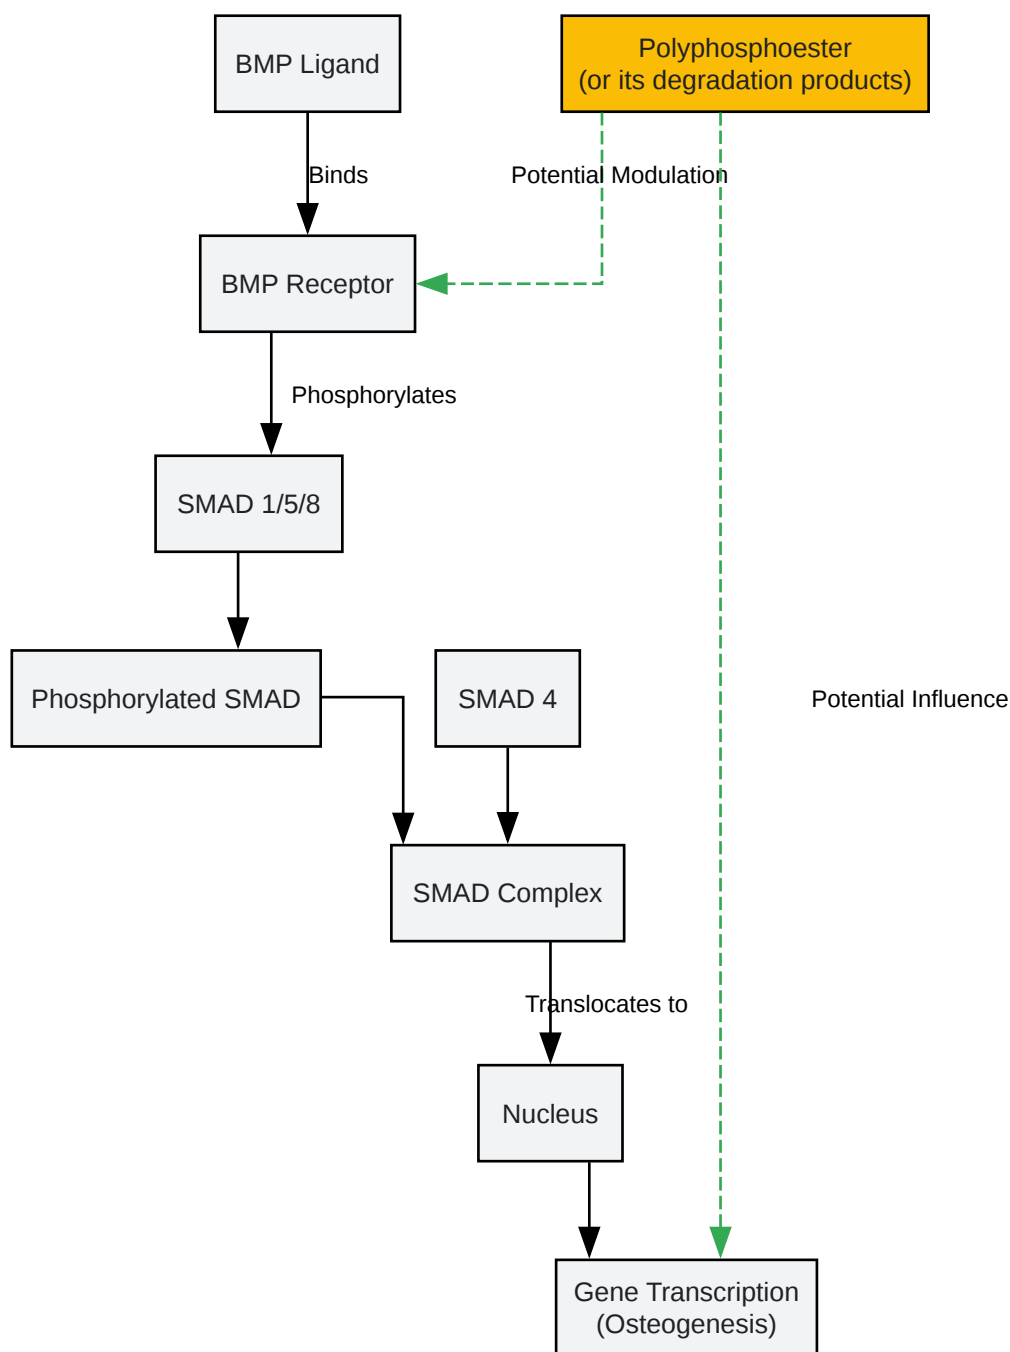 BMP Ligand
Polyphosphoester
(or its degradation products)
Binds
Potential Modulation
BMP Receptor
Phosphorylates
SMAD 1/5/8
Phosphorylated SMAD
SMAD 4
Potential Influence
SMAD Complex
Translocates to
Nucleus
Gene Transcription
(Osteogenesis)